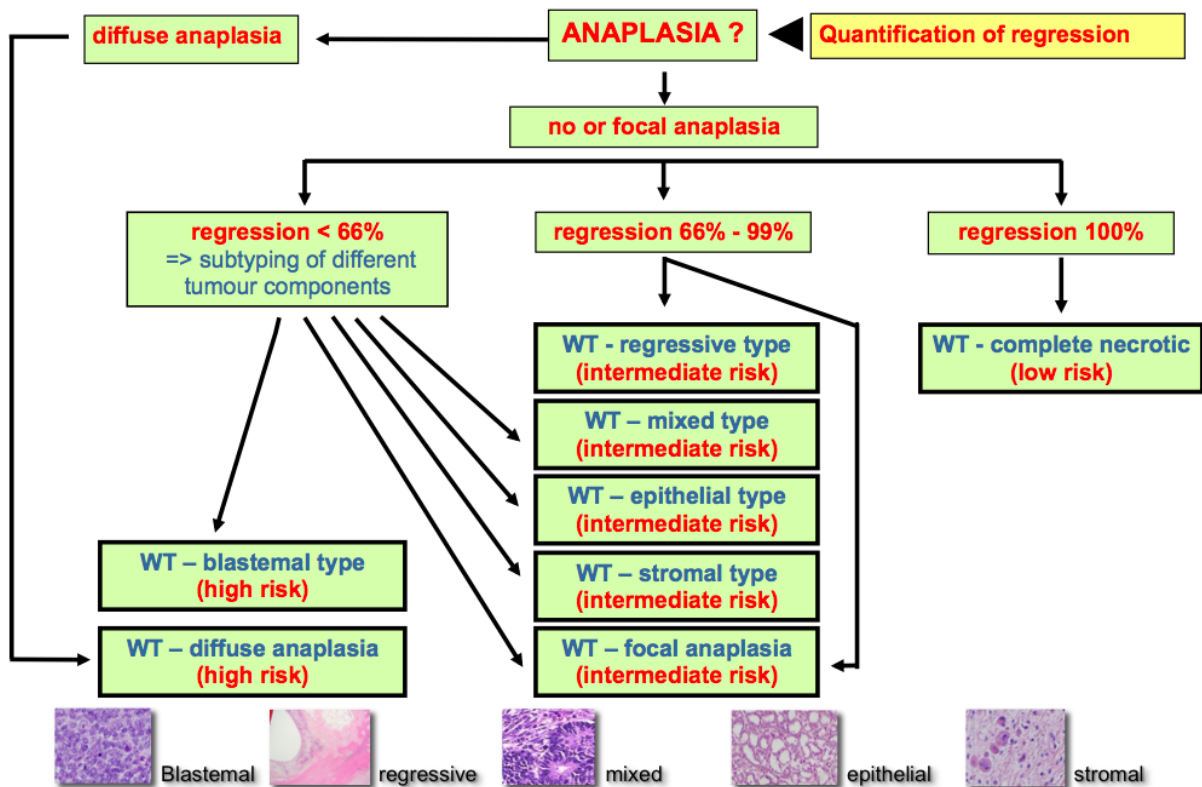 diffuse anaplasia
ANAPLASIA ?
Quantification of regression
no or focal anaplasia
regression < 66%
=> subtyping of different
tumour components
regression 66% - 99%
regression 100%
WT - regressive type
(intermediate risk)
WT - complete necrotic
(low risk)
WT – mixed type
(intermediate risk)
WT – epithelial type
(intermediate risk)
WT – blastemal type
(high risk)
WT – stromal type
(intermediate risk)
WT – diffuse anaplasia
(high risk)
WT – focal anaplasia
(intermediate risk)
Blastemal
regressive
mixed
epithelial
stromal